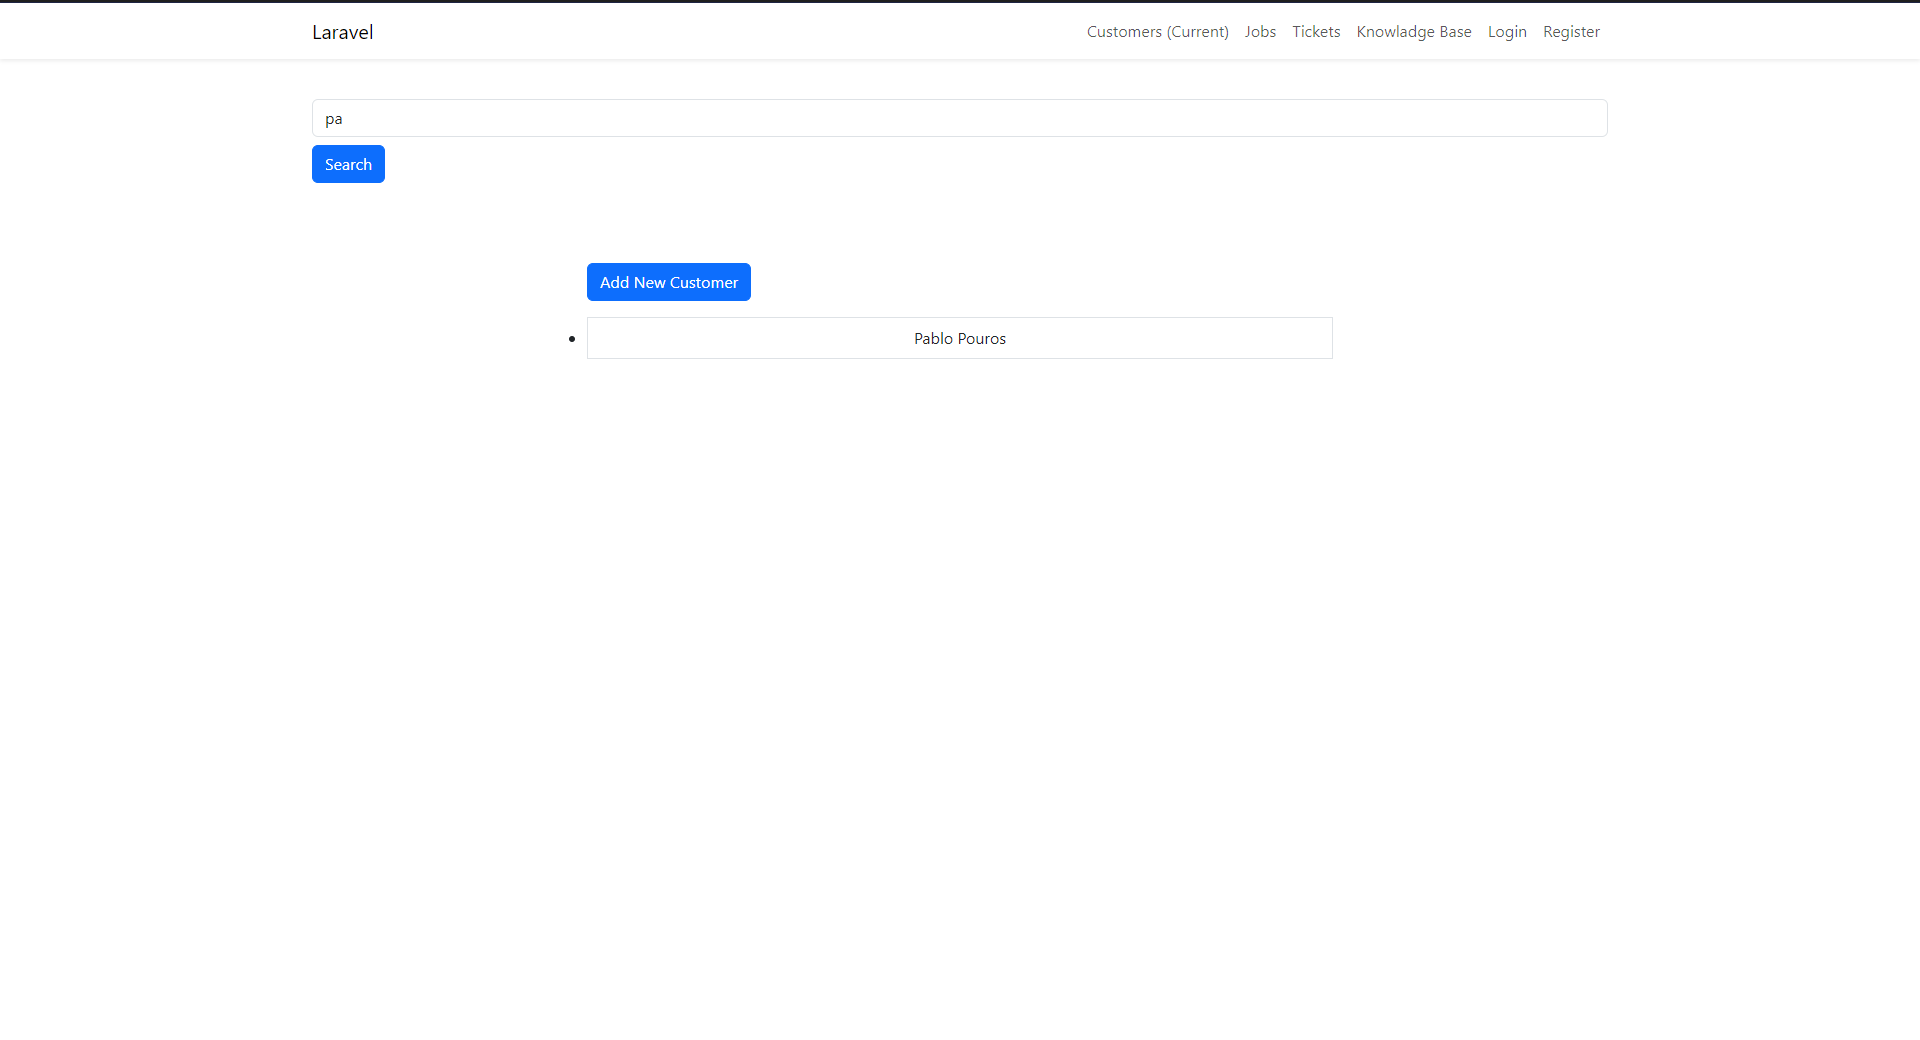 Laravel Customers (Current) Jobs Tickets Knowladge Base Login Register
pa
Search
Add New Customer
Pablo Pouros